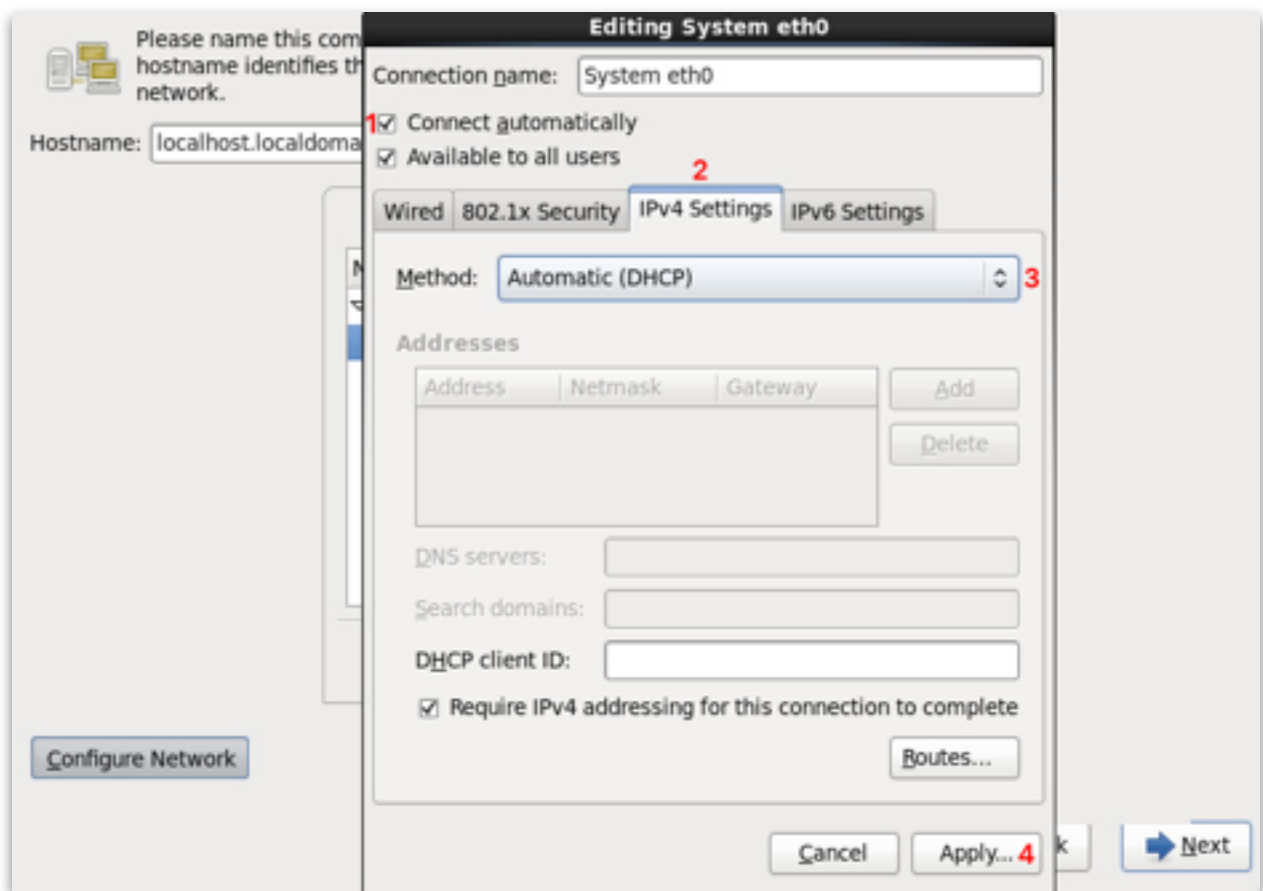 Editing System eth0
Please name this com
hostname identifies th
network.
Hostname: localhost.localdoma
Connection name: System eth0
1 Connect automatically
Available to all users
2
Wired 802.1x Security IPv4 Settings IPv6 Settings
Method: Automatic (DHCP) 3
Addresses
Address Netmask Gateway Add
Delete
DNS servers:
Search domains:
DHCP client ID:
Require IPv4 addressing for this connection to complete
Routes...
Configure Network
Cancel Apply... 4 k Next